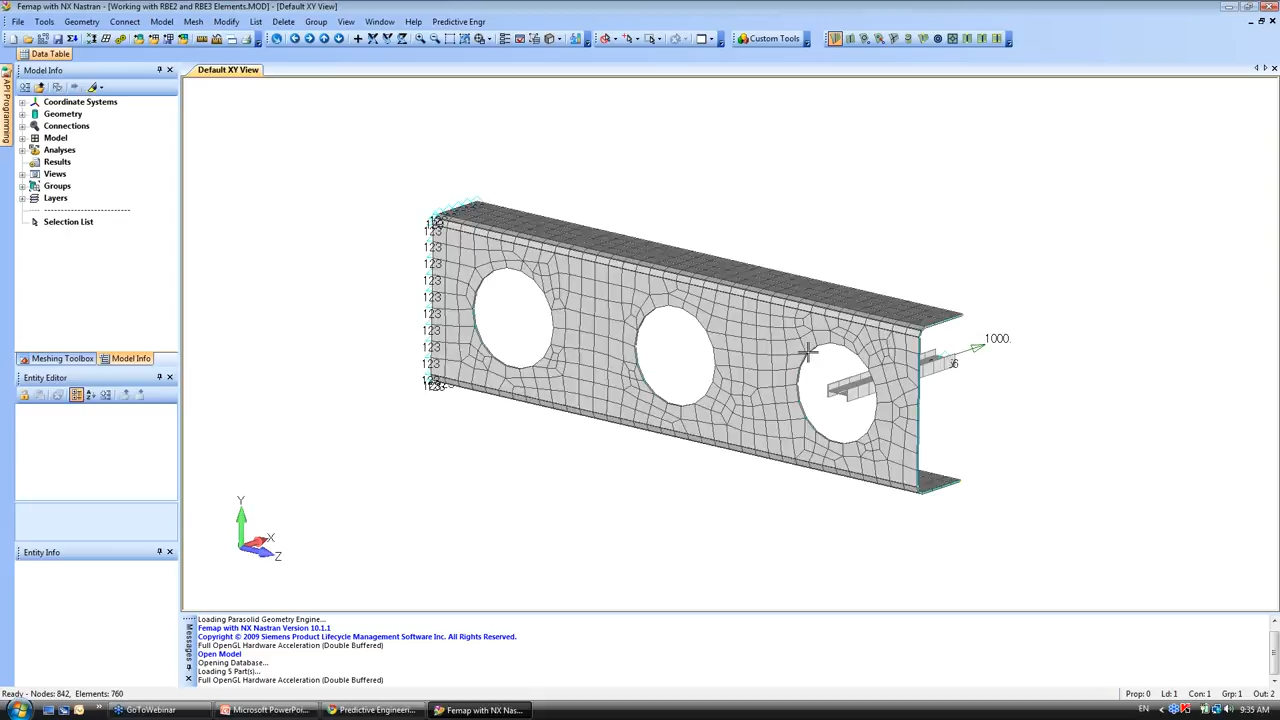 Femap with NX Nastran - [Working with RBE2 and RBE3 Elements.MOD] - [Default XY View]
File Tools Geometry Connect Model Mesh Modify List Delete Group View Window Help Predictive Engr
Custom Tools
Data Table
Model Info
Default XY View
API Programming
Coordinate Systems
Geometry
Connections
Model
Analyses
Results
Views
Groups
Layers
Selection List
123
123
123
123
123
123
123
123
123
1000.
Y
X
Z
Meshing Toolbox
Model Info
Entity Editor
Entity Info
Messages
Loading Parasolid Geometry Engine...
Femap with NX Nastran Version 10.1.1
Copyright © 2009 Siemens Product Lifecycle Management Software Inc. All Rights Reserved.
Full OpenGL Hardware Acceleration (Double Buffered)
Open Model
Opening Database...
Loading 5 Part(s)...
Full OpenGL Hardware Acceleration (Double Buffered)
Ready - Nodes: 842, Elements: 760
Prop: 0 Ld: 1 Con: 1 Grp: 1 Out: 2
GoToWebinar
Microsoft PowerPoi...
Predictive Engineeri...
Femap with NX Nas...
EN
9:35 AM